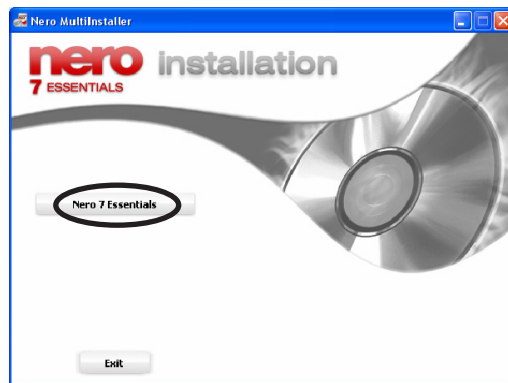 Nero MultiInstaller
nero installation
7 ESSENTIALS
Nero 7 Essentials
Exit